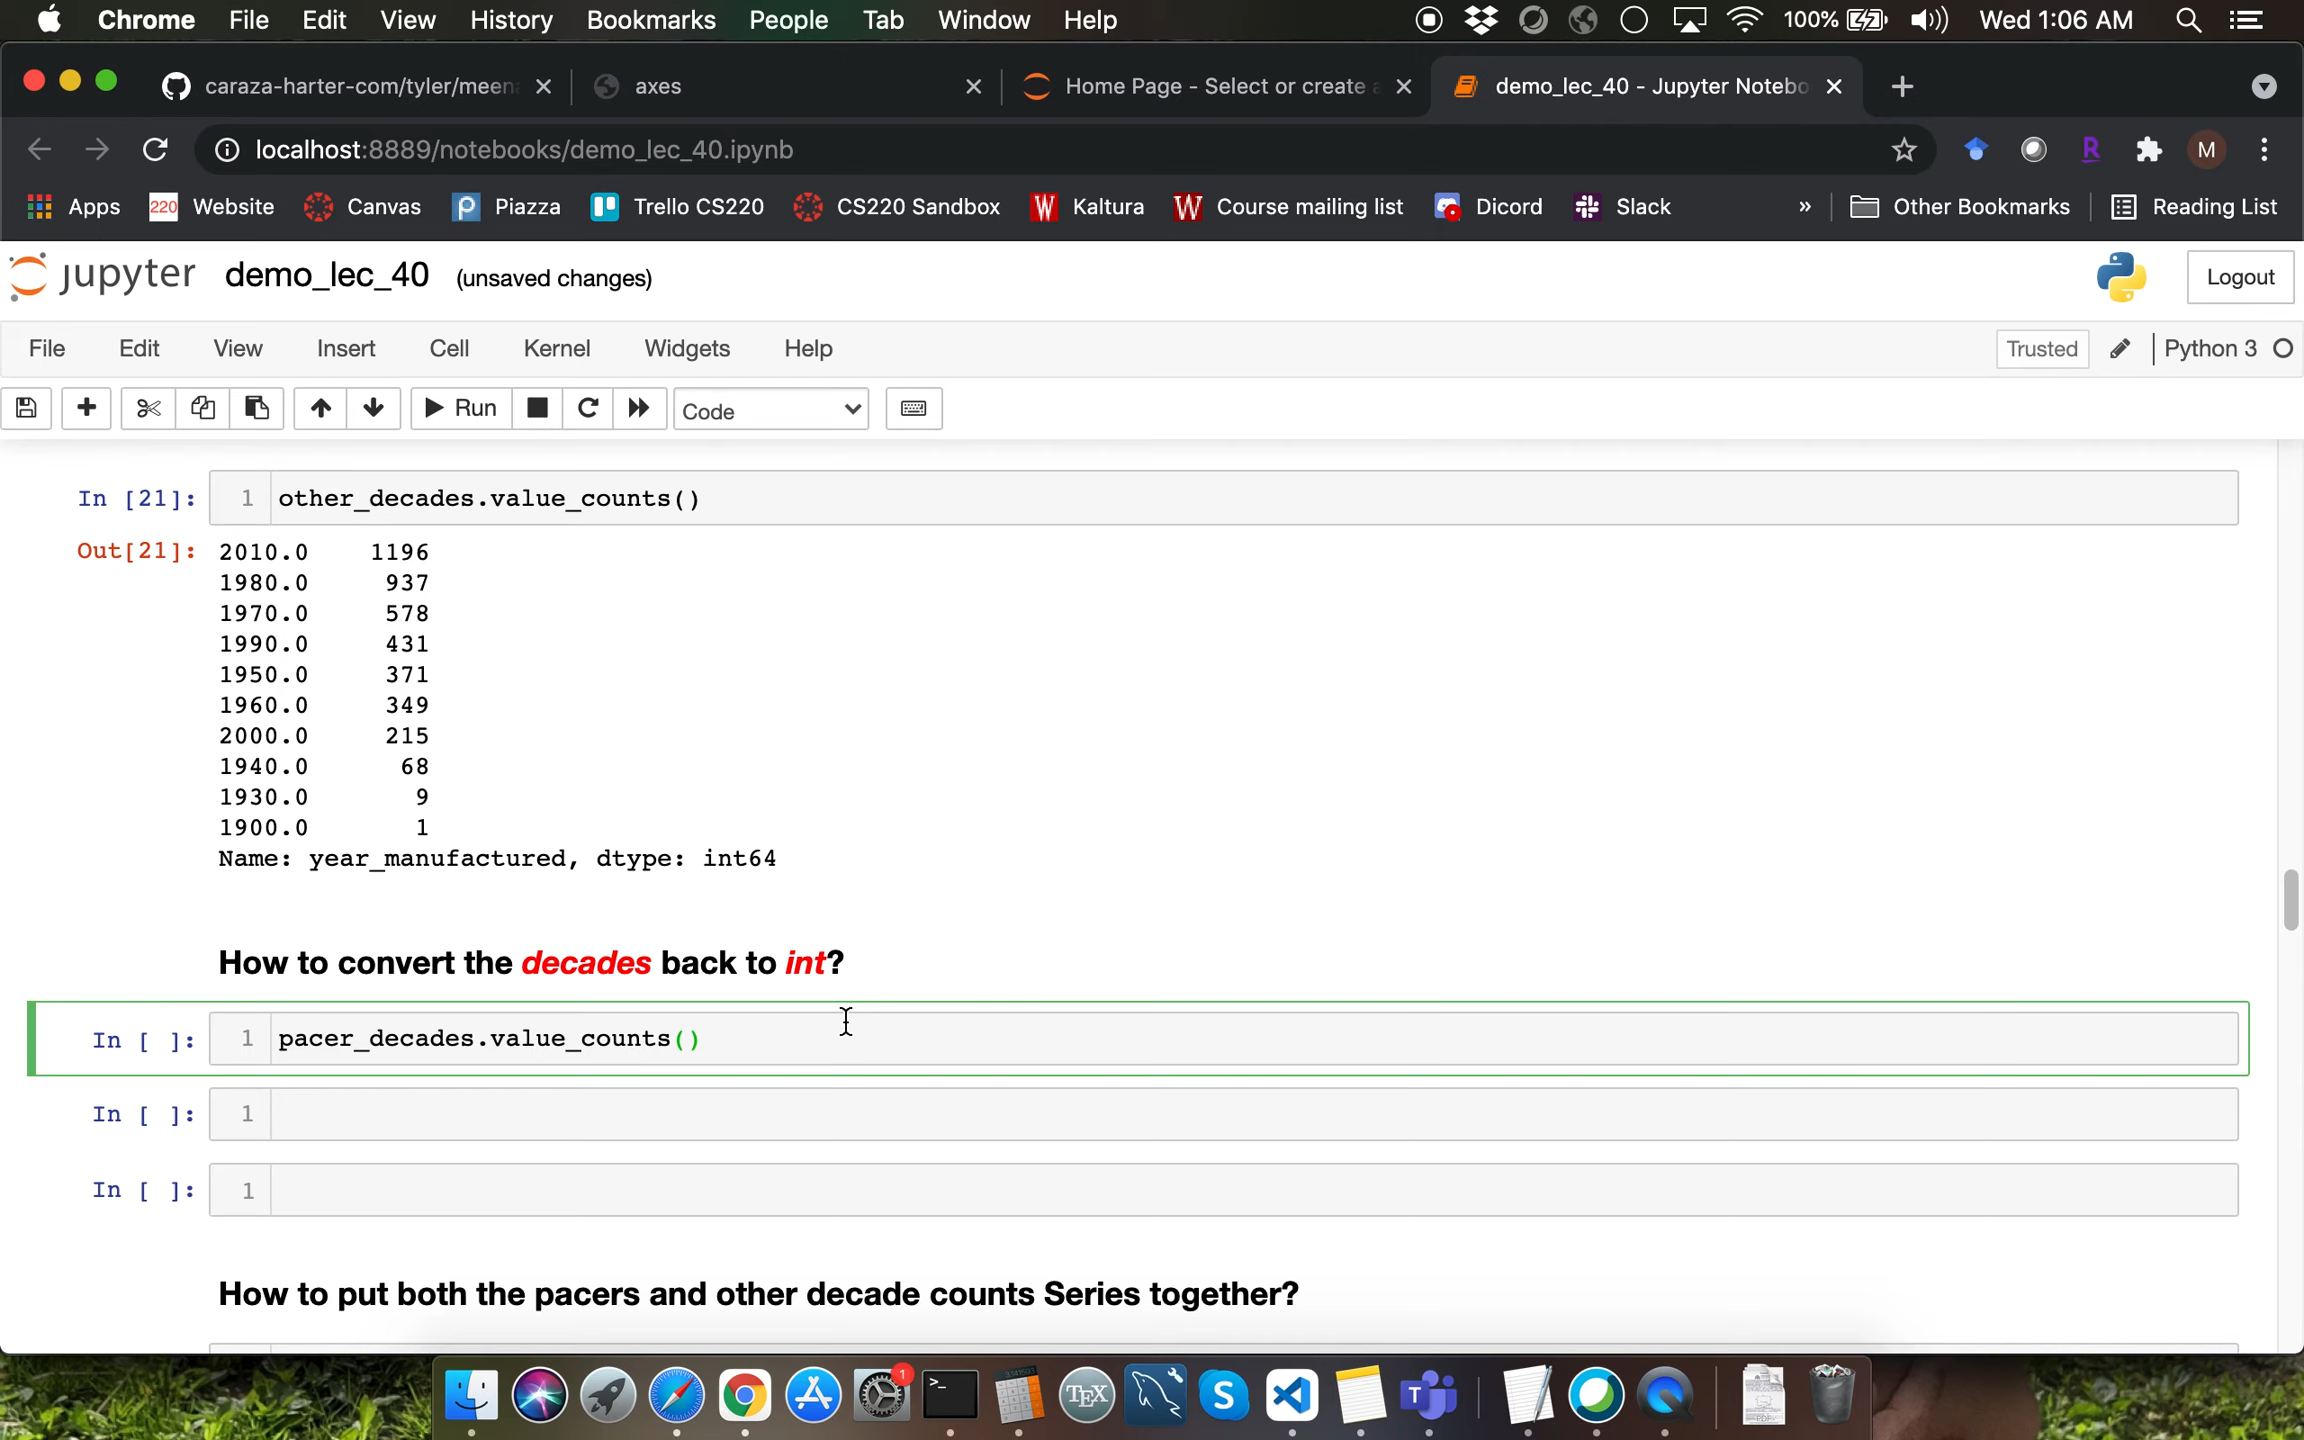 Chrome File Edit View History Bookmarks People Tab Window Help 100% Wed 1:06 AM
caraza-harter-com/tyler/meen axes Home Page - Select or create a demo_lec_40 - Jupyter Notebo
localhost:8889/notebooks/demo_lec_40.ipynb M
Apps 220 Website Canvas Piazza Trello CS220 CS220 Sandbox Kaltura Course mailing list Dicord Slack » Other Bookmarks Reading List
jupyter demo_lec_40 (unsaved changes) Logout
File Edit View Insert Cell Kernel Widgets Help Trusted Python 3
Run Code
In [21]: 1 other_decades.value_counts()
Out[21]: 2010.0 1196
1980.0 937
1970.0 578
1990.0 431
1950.0 371
1960.0 349
2000.0 215
1940.0 68
1930.0 9
1900.0 1
Name: year_manufactured, dtype: int64
How to convert the decades back to int?
In [ ]: 1 pacer_decades.value_counts()
In [ ]: 1
In [ ]: 1
How to put both the pacers and other decade counts Series together?
1
>_
TEX
S
T
PDF